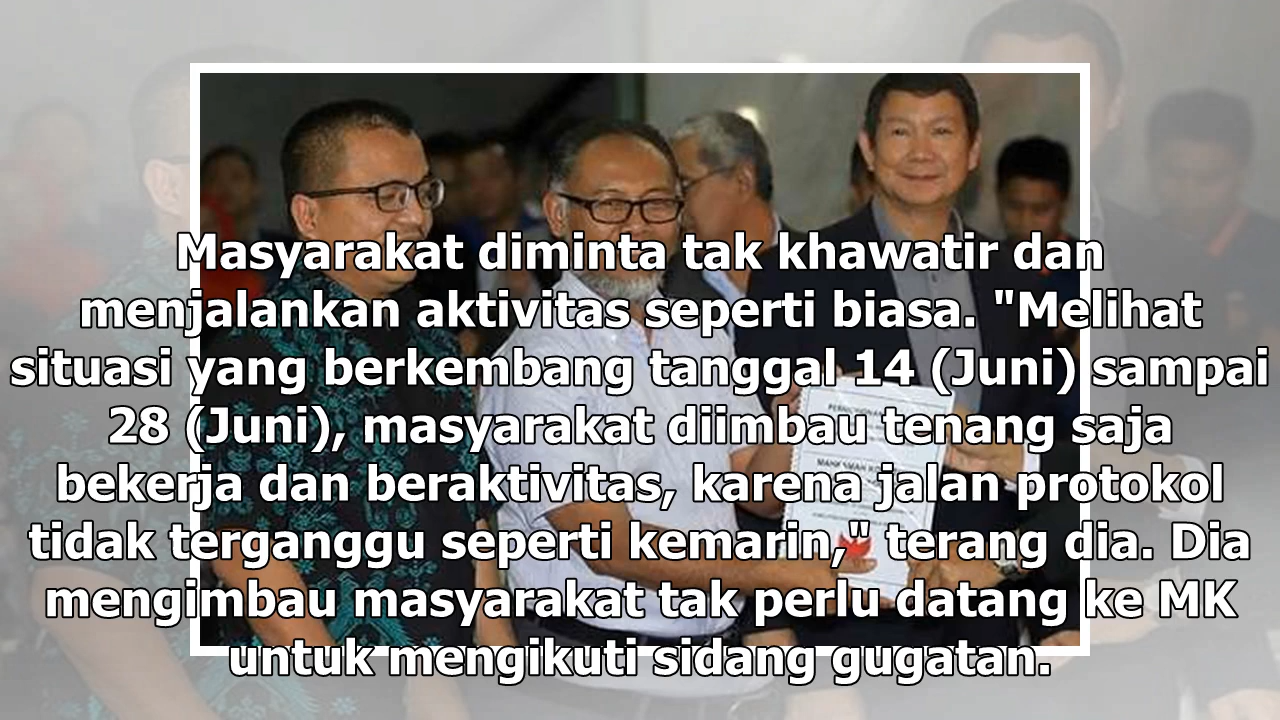 Masyarakat diminta tak khawatir dan
menjalankan aktivitas seperti biasa. "Melihat
situasi yang berkembang tanggal 14 (Juni) sampai
28 (Juni), masyarakat diimbau tenang saja
bekerja dan beraktivitas, karena jalan protokol
tidak terganggu seperti kemarin," terang dia. Dia
mengimbau masyarakat tak perlu datang ke MK
untuk mengikuti sidang gugatan.